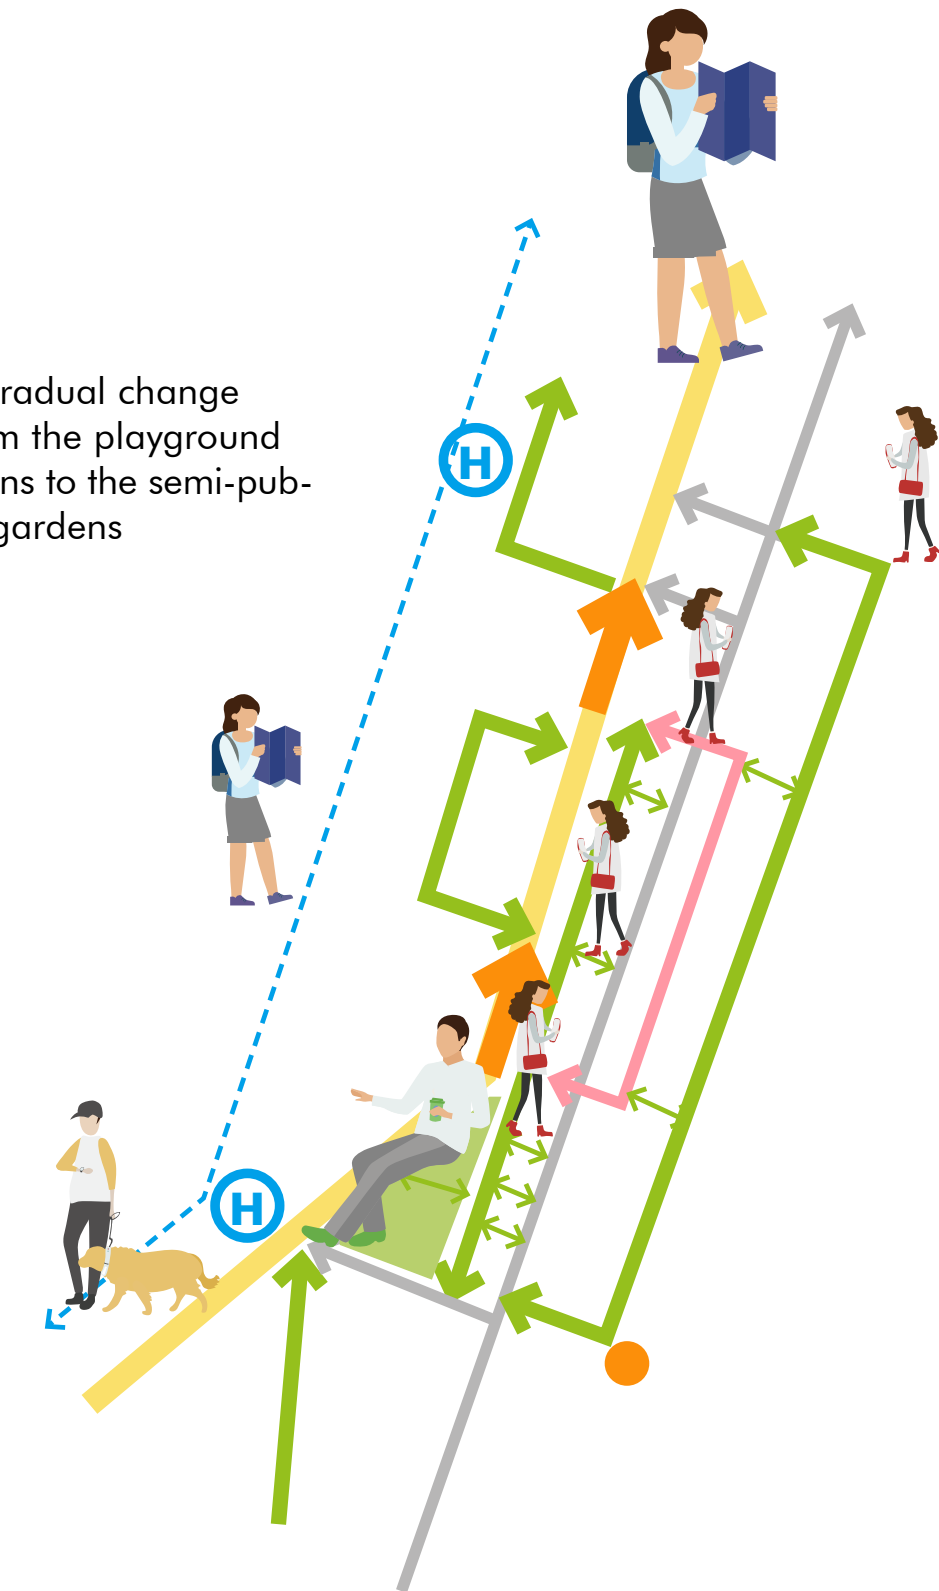 radual change
m the playground
ns to the semi-pub-
gardens
H
H